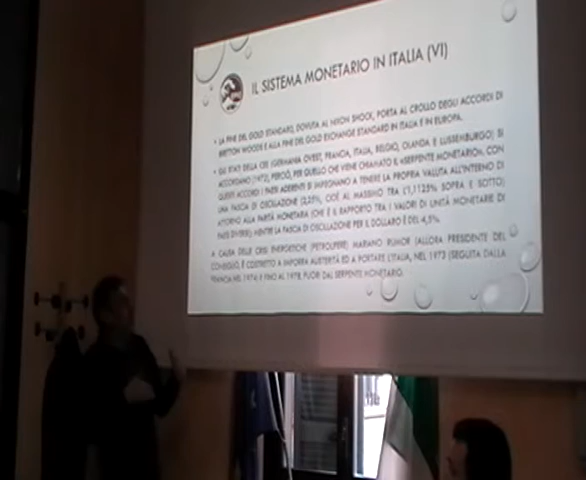 IL SISTEMA MONETARIO IN ITALIA (VI)
• LA FINE DEL GOLD STANDARD, DOVUTA AL NIXON SHOCK, PORTA AL CROLLO DEGLI ACCORDI DI
BRETTON WOODS E ALLA FINE DEL GOLD EXCHANGE STANDARD IN ITALIA E IN EUROPA.
• GLI STATI DELLA CEE (GERMANIA OVEST, FRANCIA, ITALIA, BELGIO, OLANDA E LUSSEMBURGO) SI
ACCORDANO (1972), PERCIÒ, PER QUELLO CHE VIENE CHIAMATO IL «SERPENTE MONETARIO», CON
QUESTI ACCORDI I PAESI ADERENTI SI IMPEGNANO A TENERE LA PROPRIA VALUTA ALL'INTERNO DI
UNA FASCIA DI OSCILLAZIONE (2,25%, CIOÈ AL MASSIMO TRA L'1,1125% SOPRA E SOTTO)
ATTORNO ALLA PARITÀ MONETARIA (CHE È IL RAPPORTO TRA I VALORI DI UNITÀ MONETARIE DI
PAESI DIVERSI) MENTRE LA FASCIA DI OSCILLAZIONE PER IL DOLLARO È DEL 4,5%.
A CAUSA DELLE CRISI ENERGETICHE (PETROLIFERE) MARIANO RUMOR (ALLORA PRESIDENTE DEL
CONSIGLIO, È COSTRETTO A IMPORRE AUSTERITÀ ED A PORTARE L'ITALIA, NEL 1973 (SEGUITA DALLA
FRANCIA NEL 1974) E FINO AL 1978, FUORI DAL SERPENTE MONETARIO.